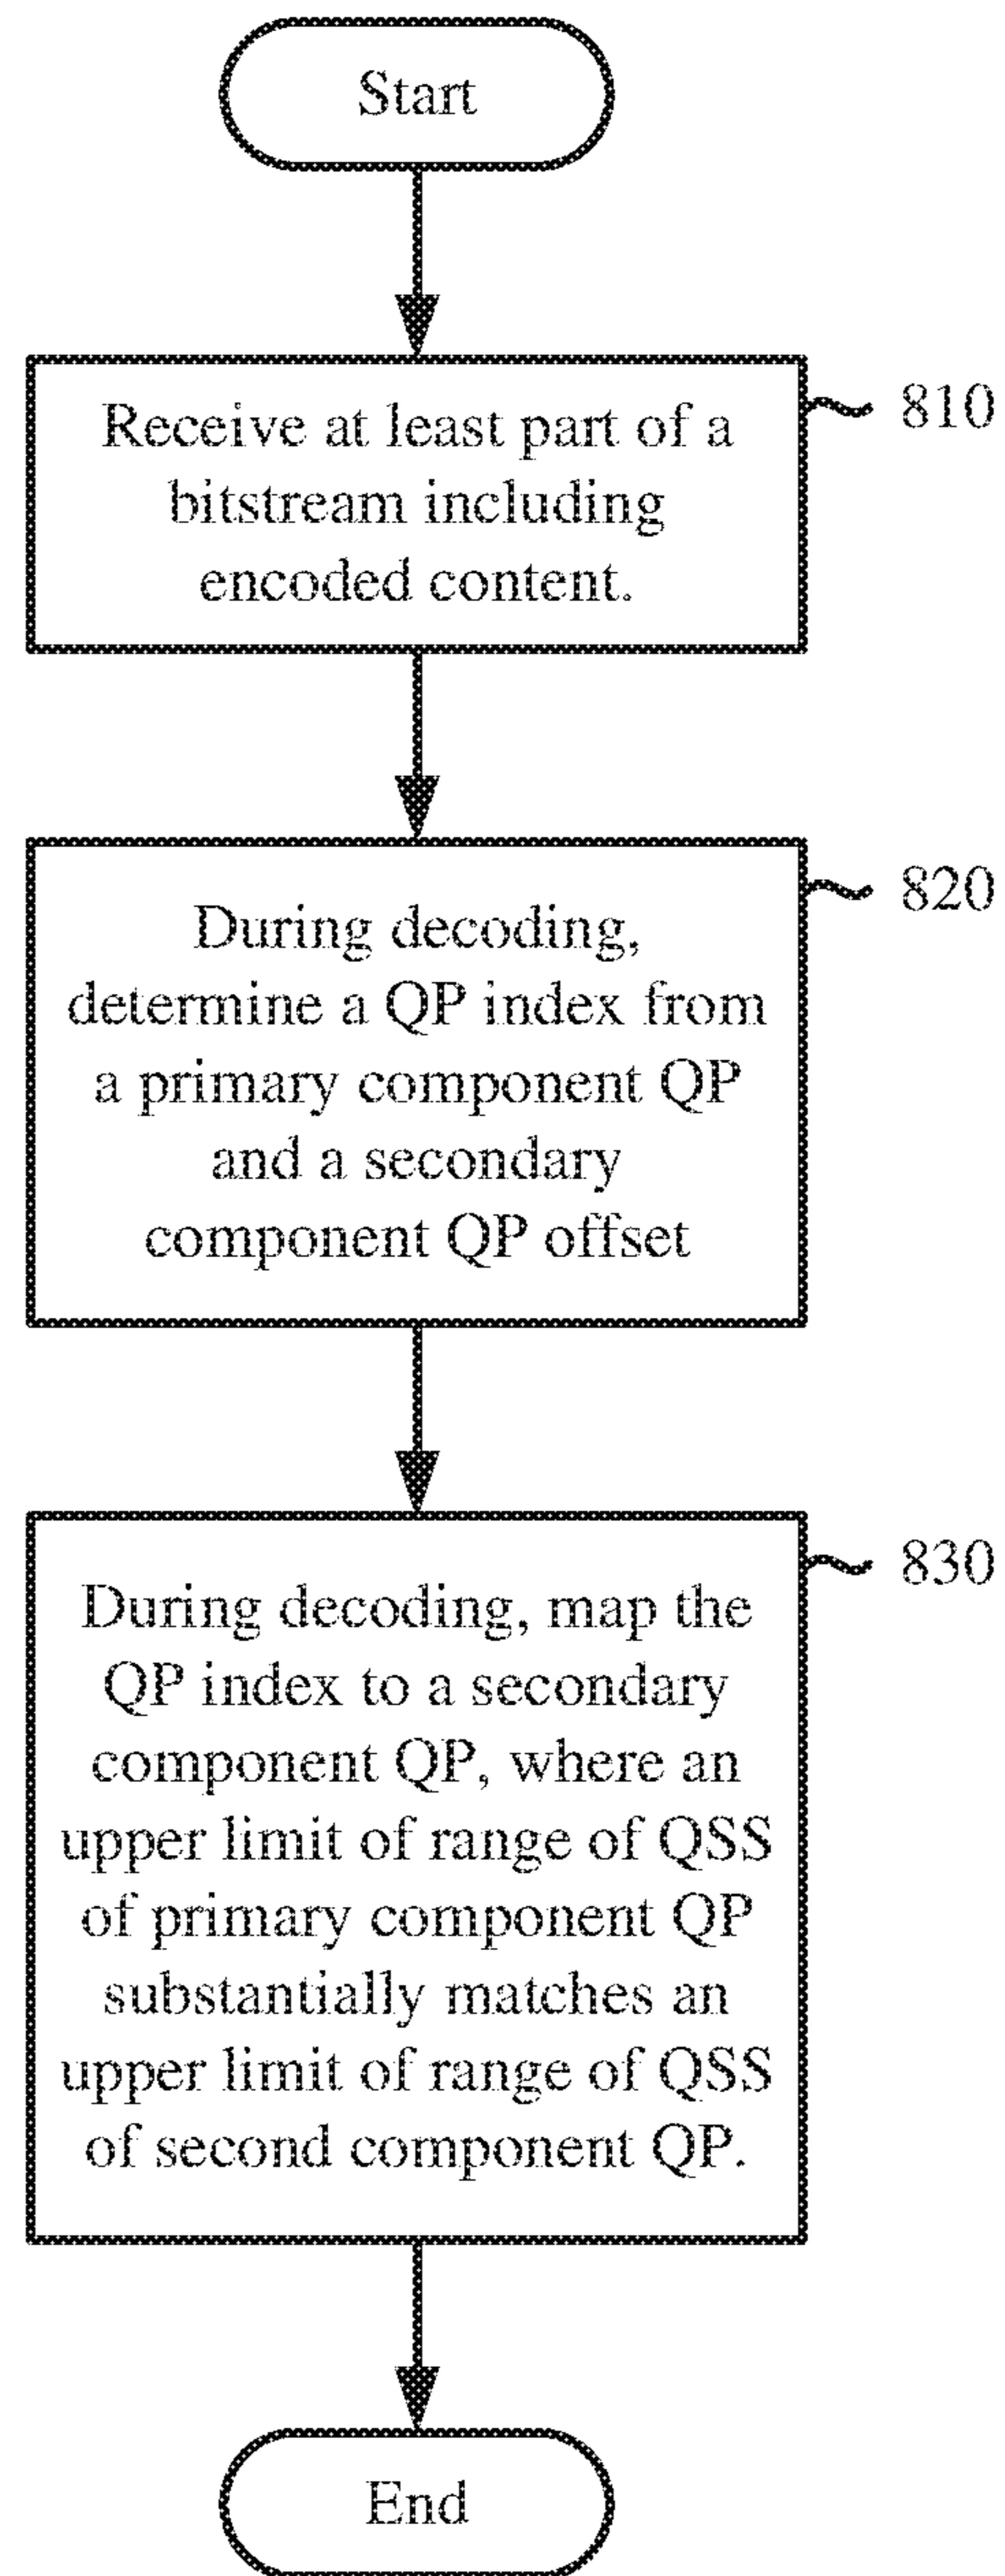 Start
Receive at least part of a
bitstream including
encoded content.
810
During decoding,
determine a QP index from
a primary component QP
and a secondary
component QP offset
820
During decoding, map the
QP index to a secondary
component QP, where an
upper limit of range of QSS
of primary component QP
substantially matches an
upper limit of range of QSS
of second component QP.
830
End